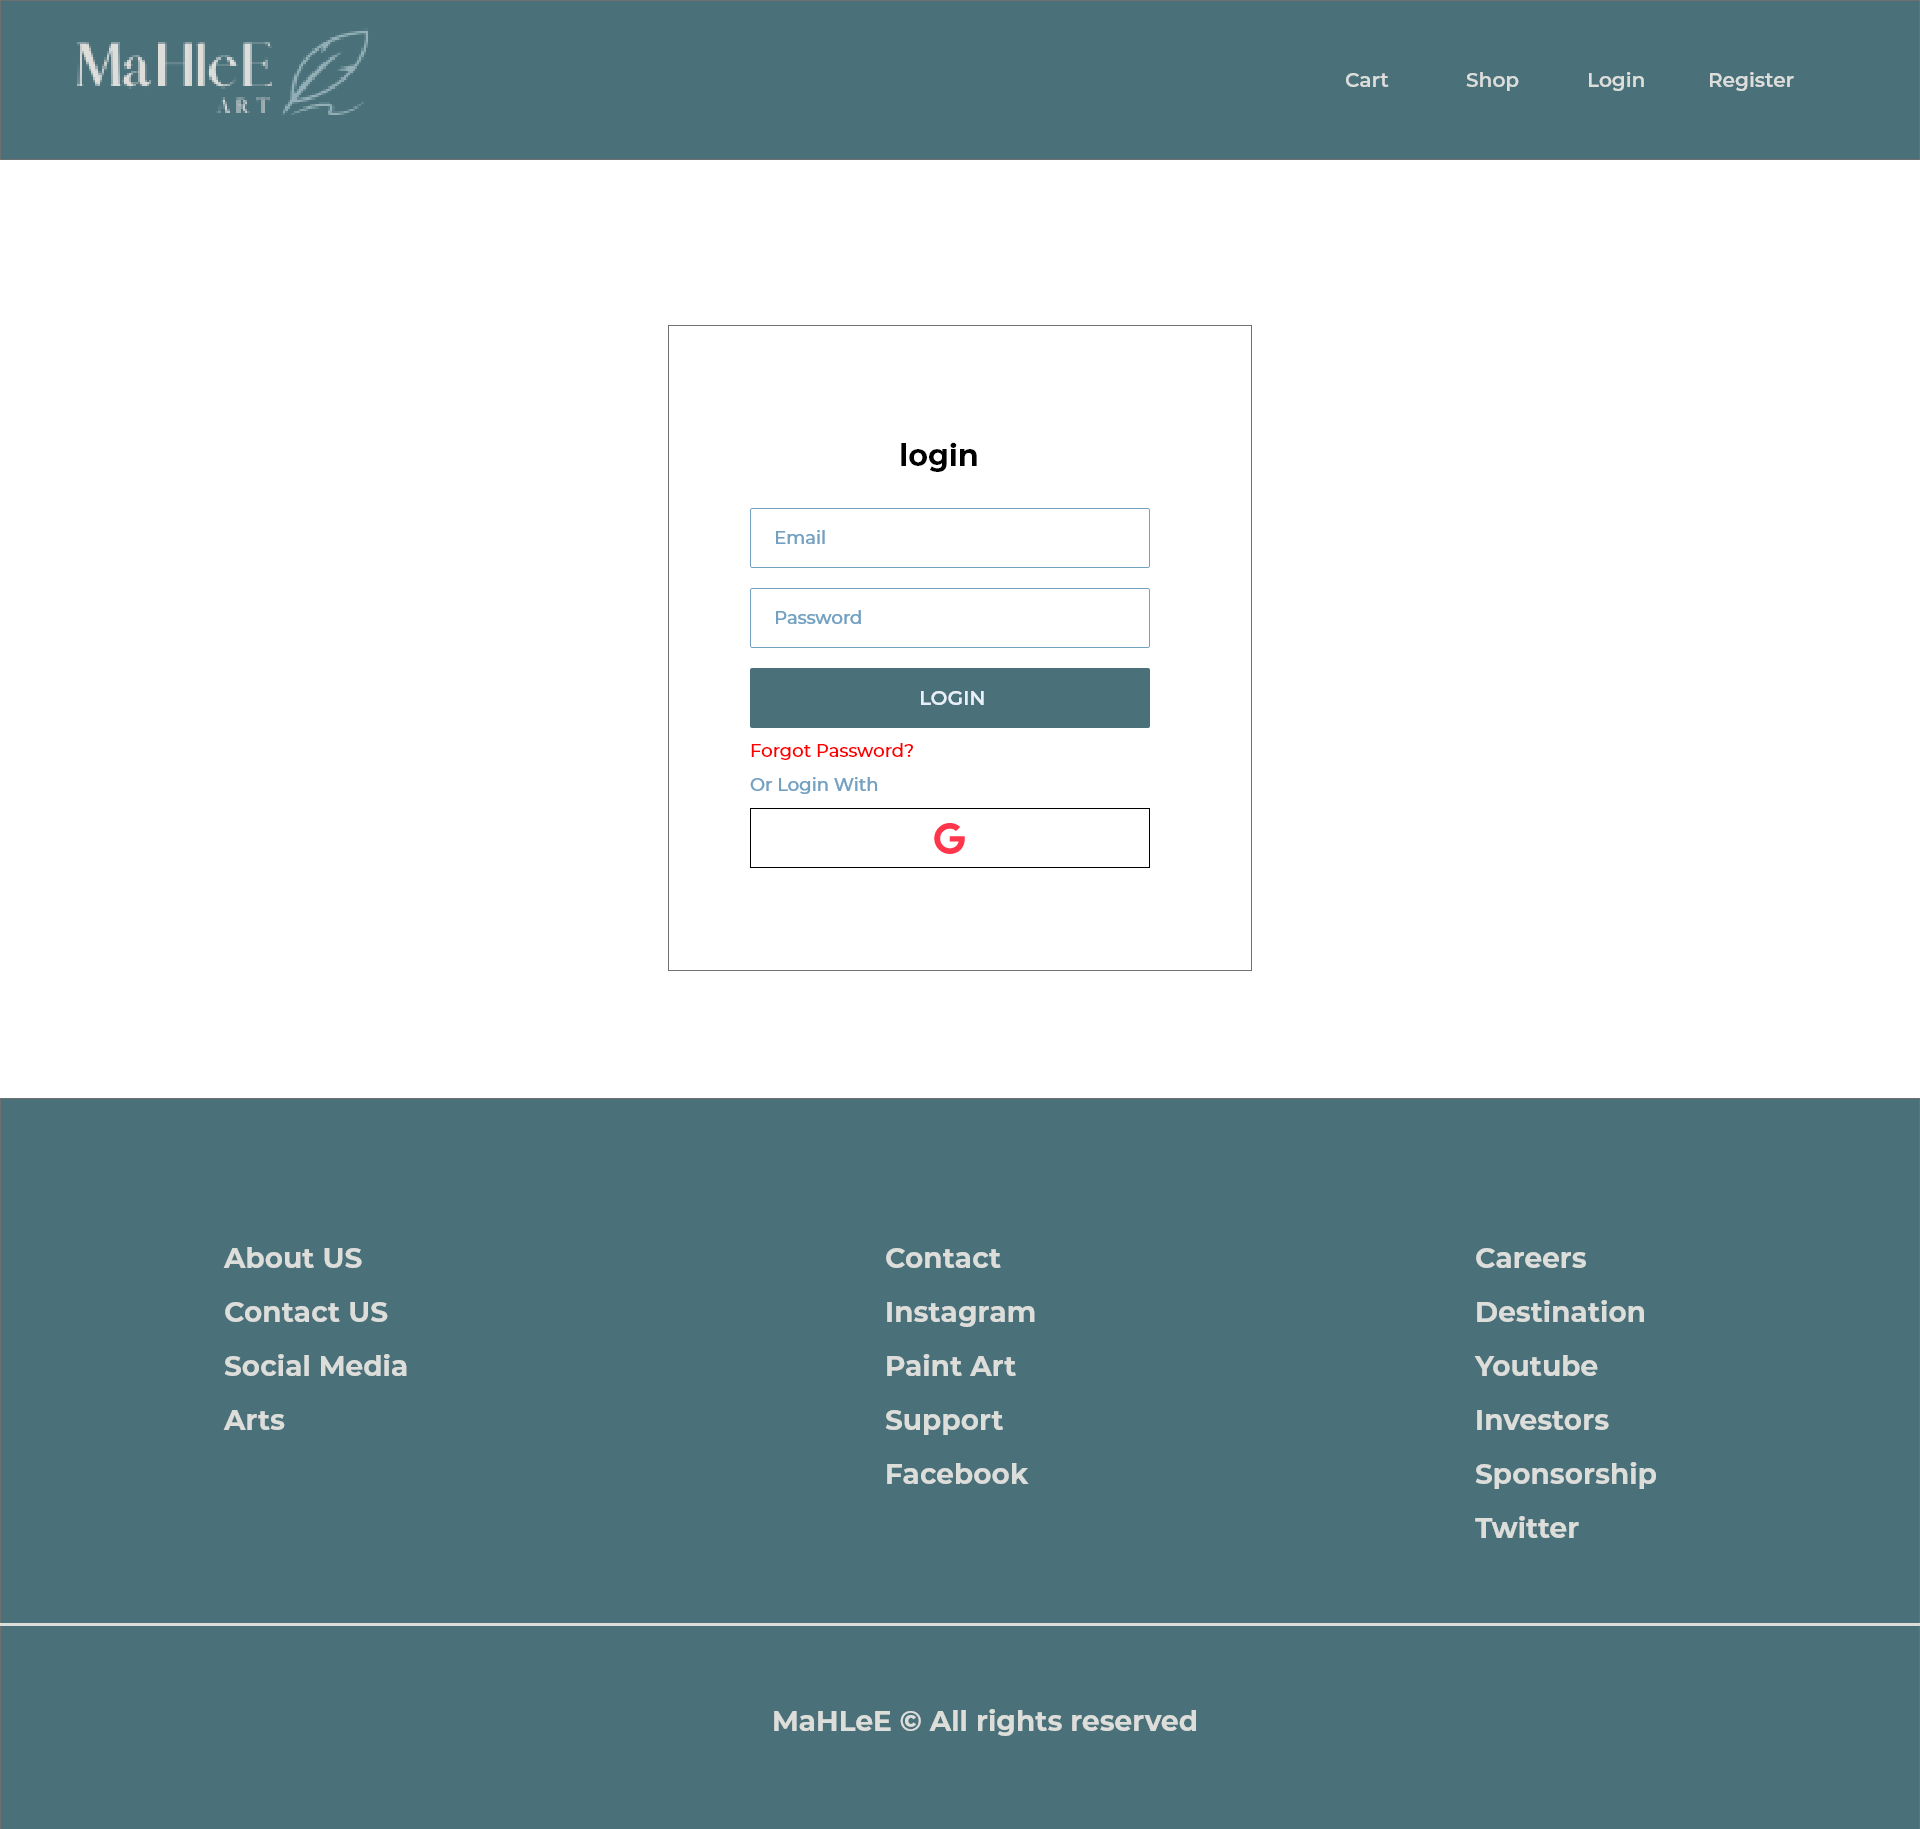 MaHleE
ART
Cart
Shop
Login
Register
login
Email
Password
LOGIN
Forgot Password?
Or Login With
G
About US
Contact US
Social Media
Arts
Contact
Instagram
Paint Art
Support
Facebook
Careers
Destination
Youtube
Investors
Sponsorship
Twitter
MaHLeE © All rights reserved